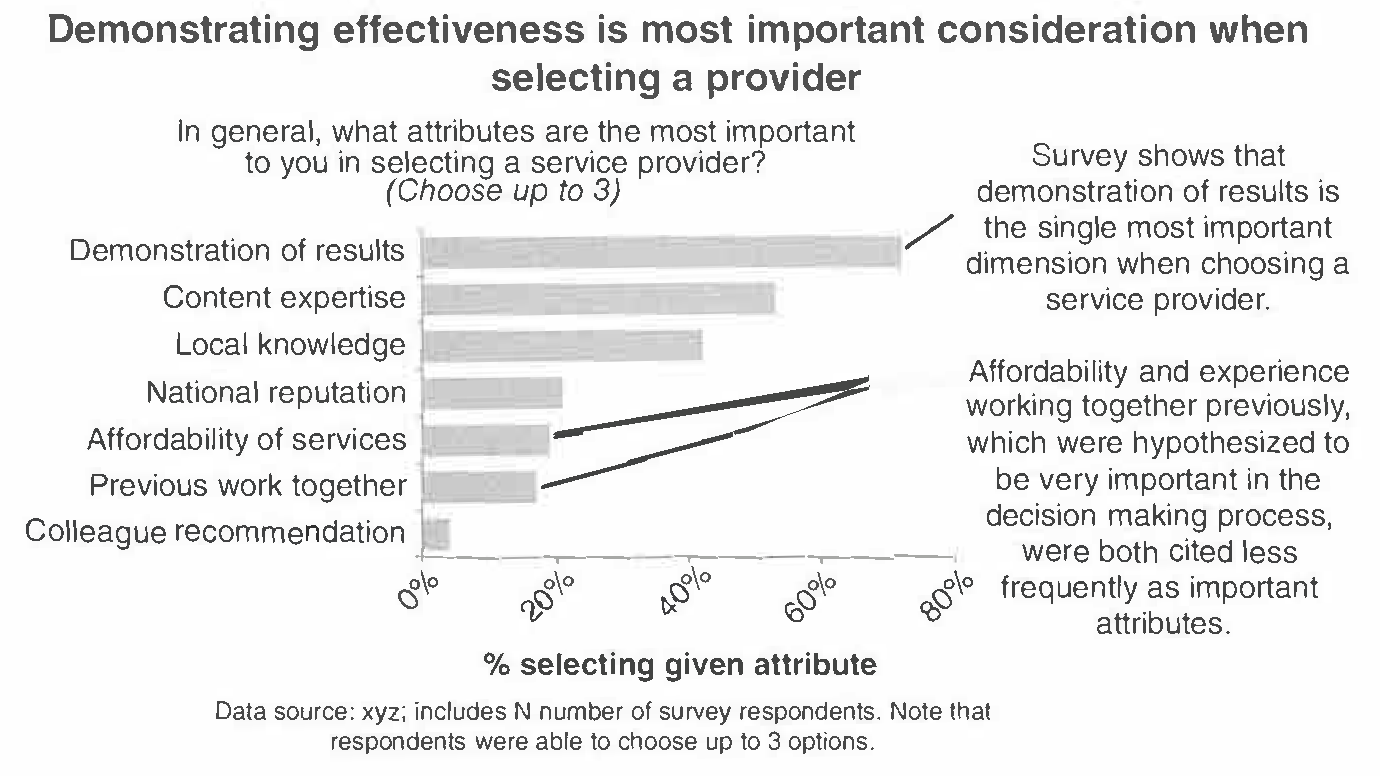 Demonstrating effectiveness is most important consideration when
selecting a provider
In general, what attributes are the most important
to you in selecting a service provider?
(Choose up to 3)
Demonstration of results
Content expertise
Local knowledge
National reputation
Affordability of services
Previous work together
Colleague recommendation
0%
20%
40%
60%
80%
% selecting given attribute
Survey shows that
demonstration of results is
the single most important
dimension when choosing a
service provider.
Affordability and experience
working together previously,
which were hypothesized to
be very important in the
decision making process,
were both cited less
frequently as important
attributes.
Data source: xyz; includes N number of survey respondents. Note that
respondents were able to choose up to 3 options.